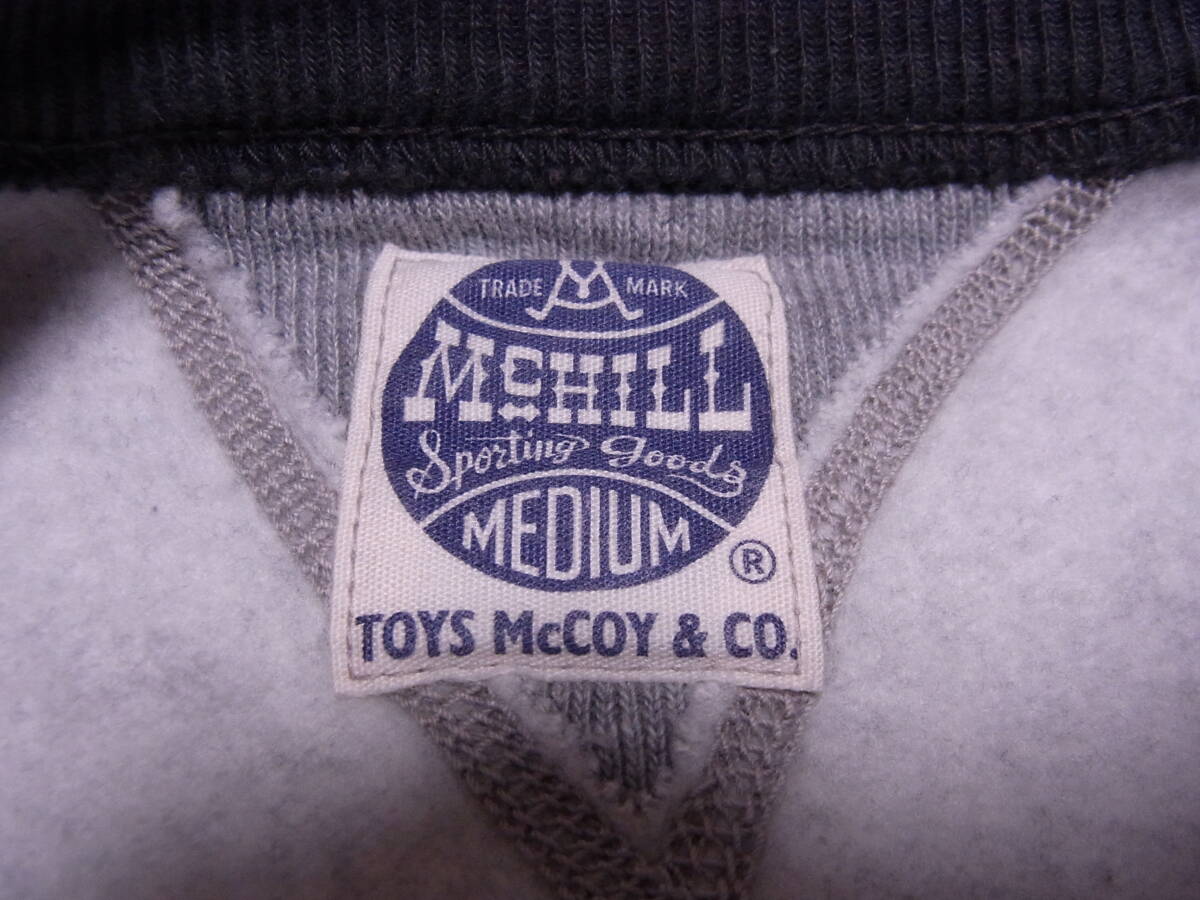 TRADE MARK
McHILL
Sporting goods
MEDIUM
®
TOYS McCOY & CO.